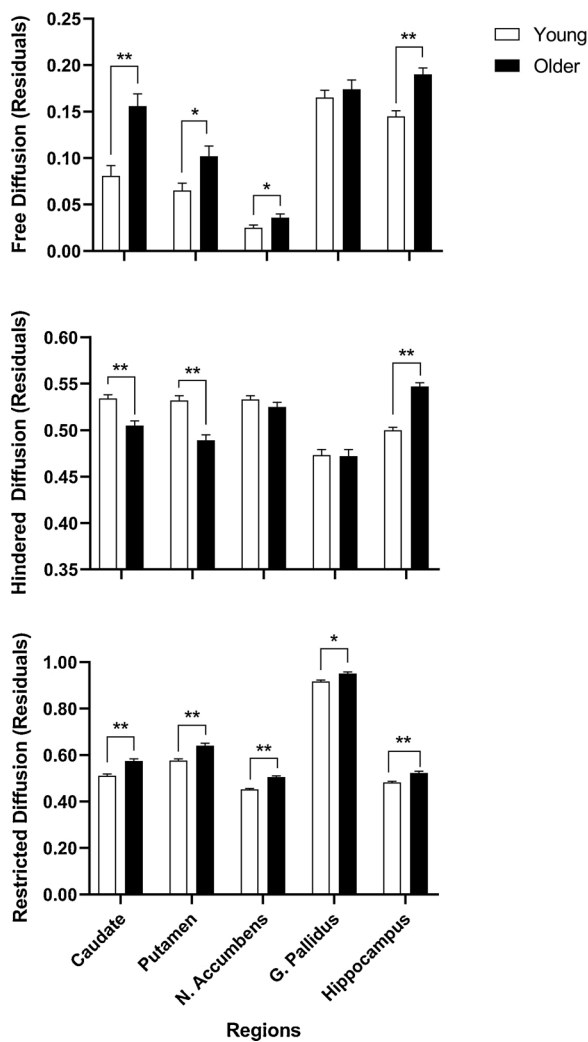 Young
Older
Free Diffusion (Residuals)
0.25
0.20
0.15
0.10
0.05
0.00
**
*
*
**
Hindered Diffusion (Residuals)
0.60
0.55
0.50
0.45
0.40
0.35
**
**
**
Restricted Diffusion (Residuals)
1.00
0.80
0.60
0.40
0.20
0.00
**
**
**
*
**
Caudate
Putamen
N. Accumbens
G. Pallidus
Hippocampus
Regions